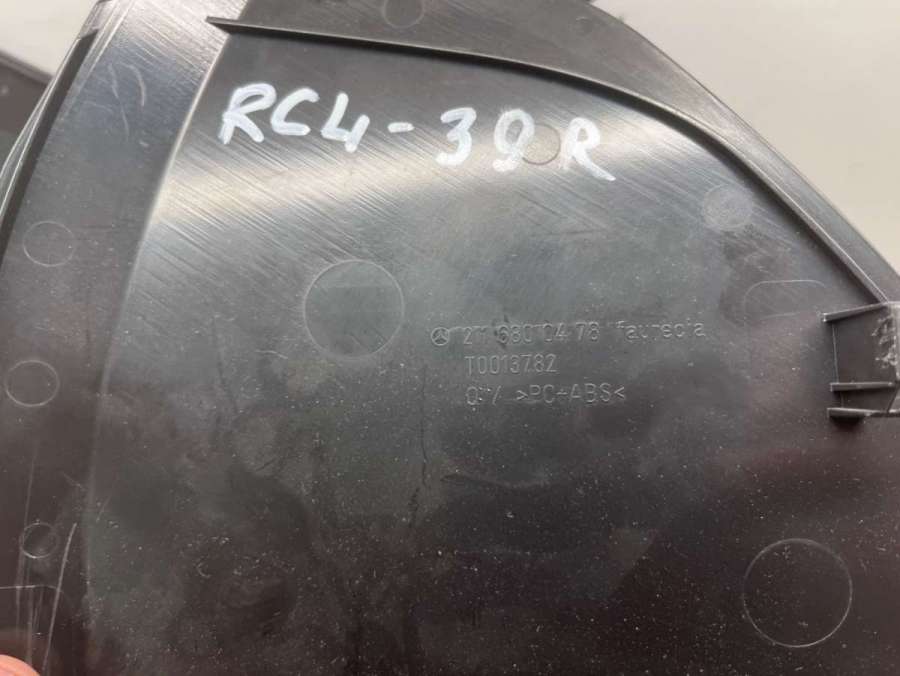 RC4-39R
211 680 04 78 Faurecia
T0013782
>PC+ABS<